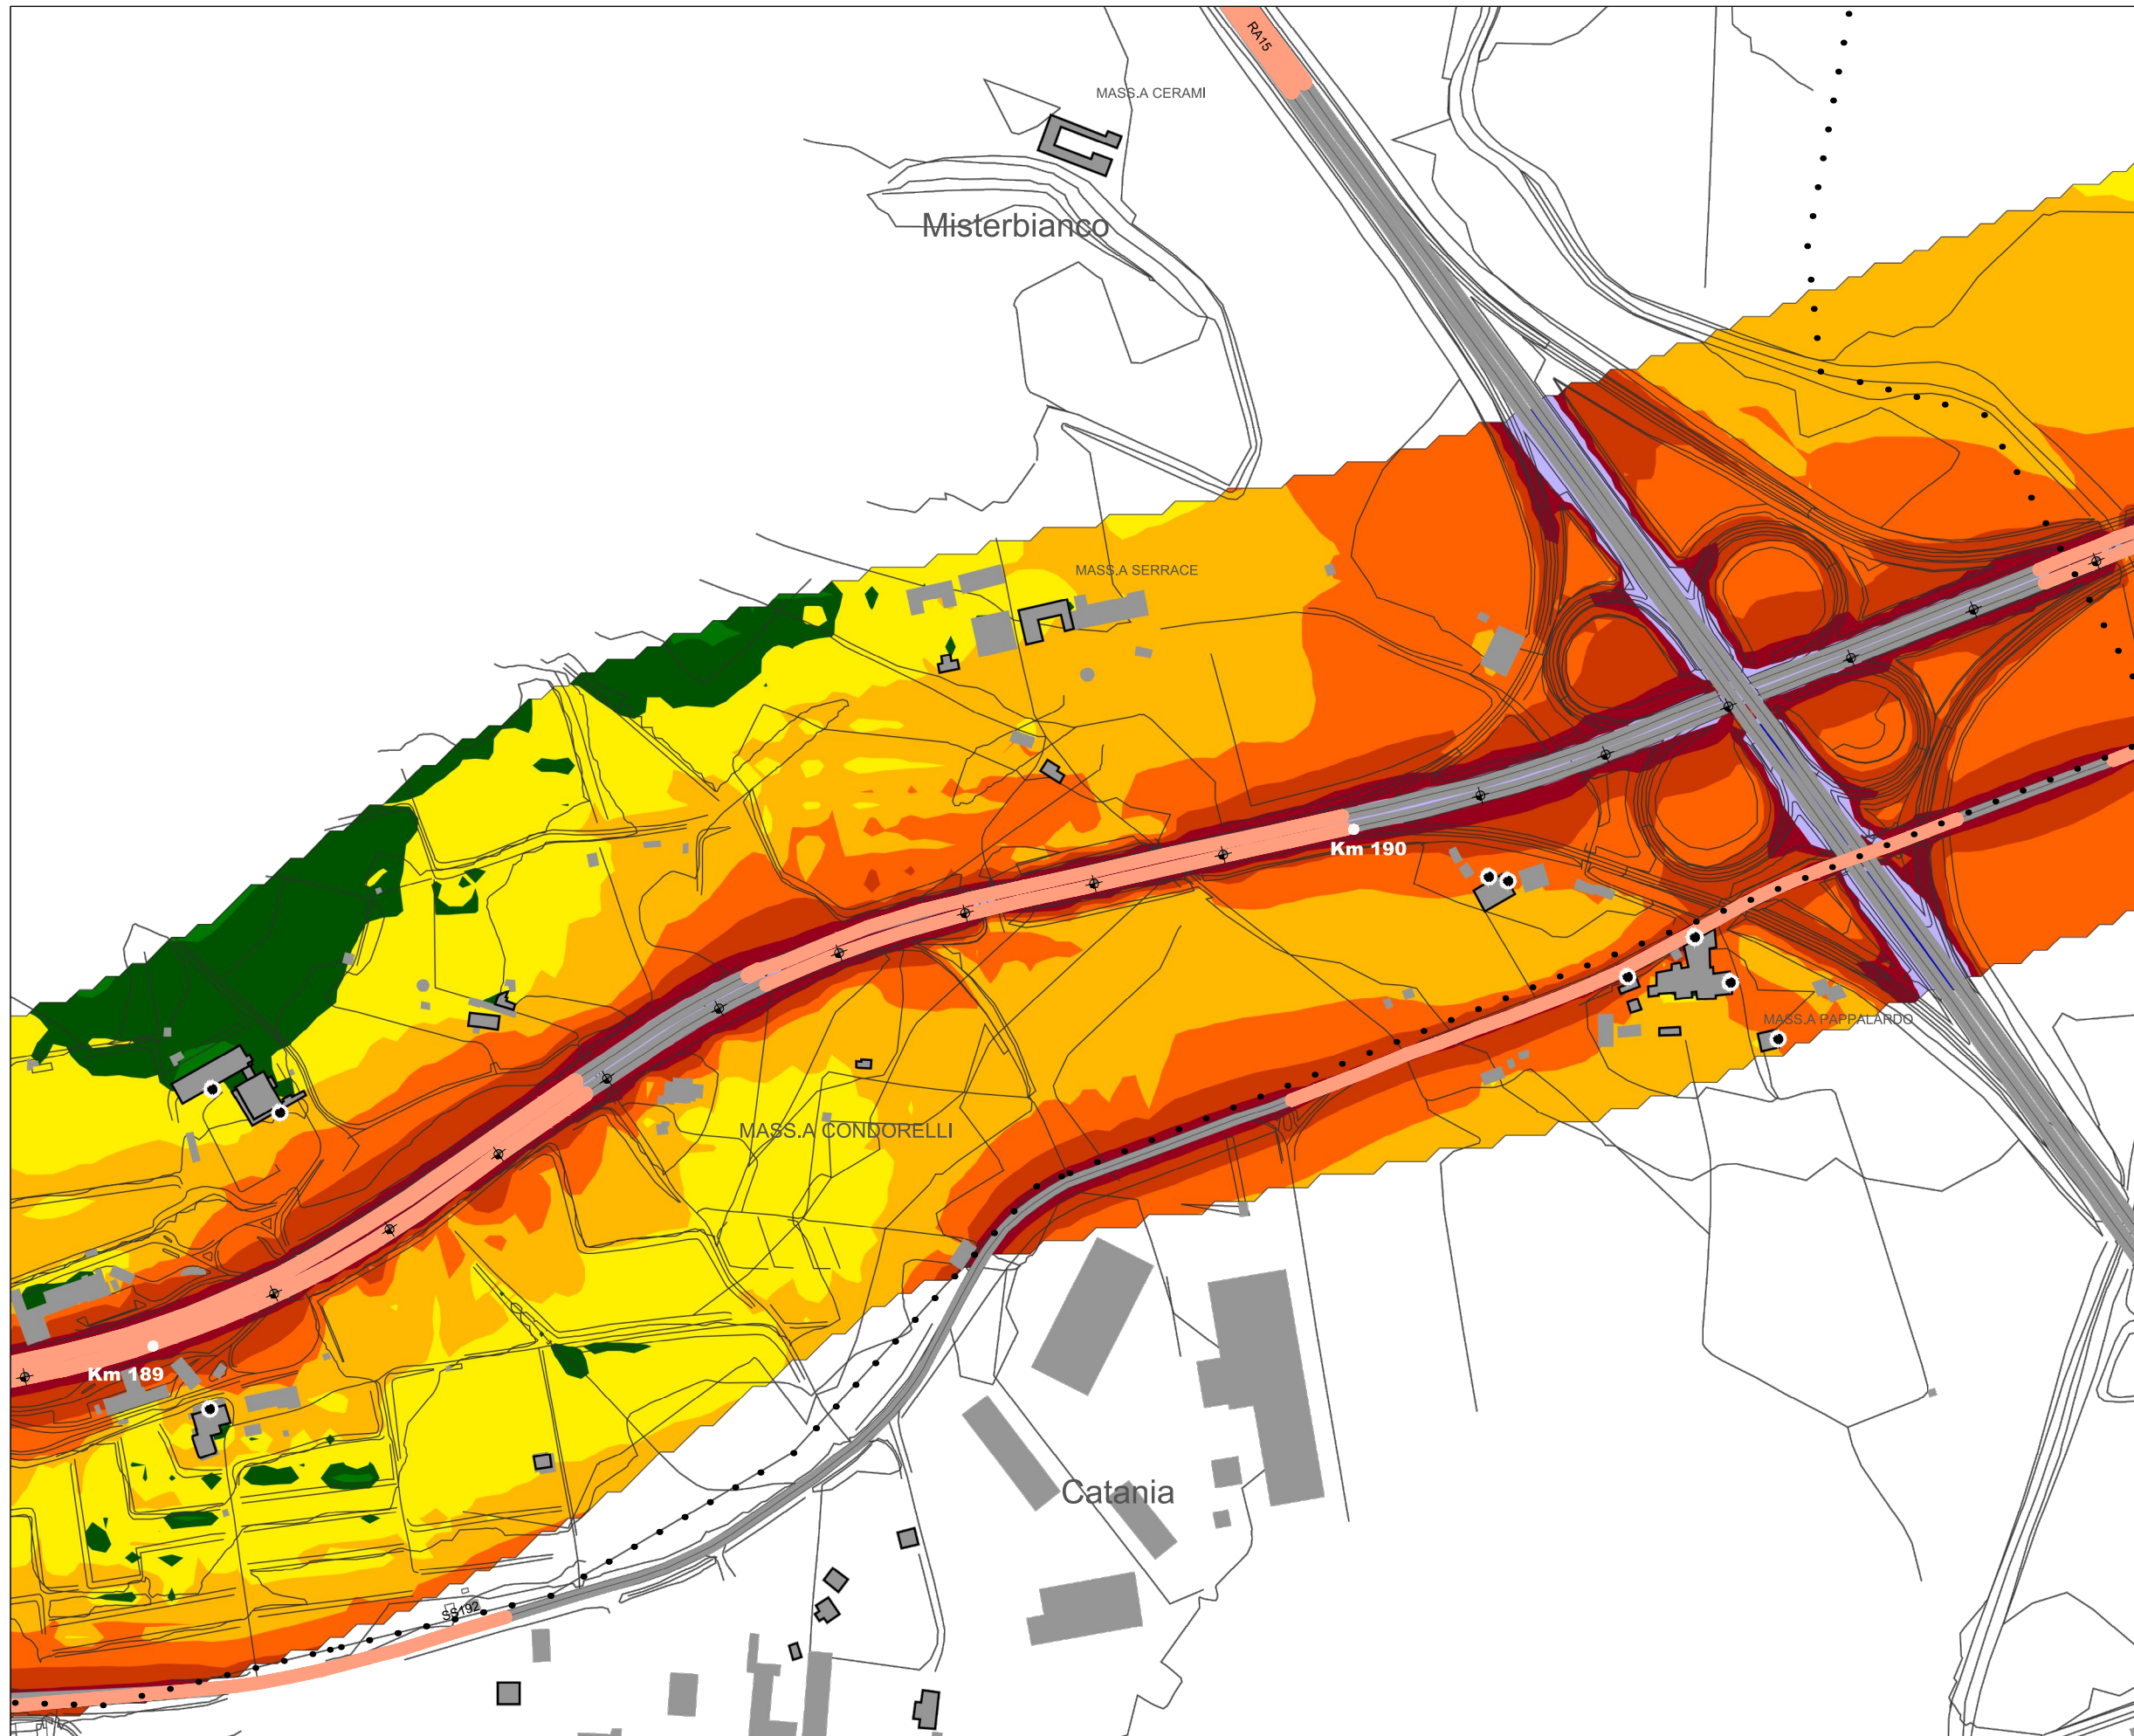 RA15
MASS.A CERAMI
Misterbianco
MASS.A SERRACE
Km 190
MASS.A PAPPALARDO
MASS.A CONDORELLI
Km 189
Catania
SS192